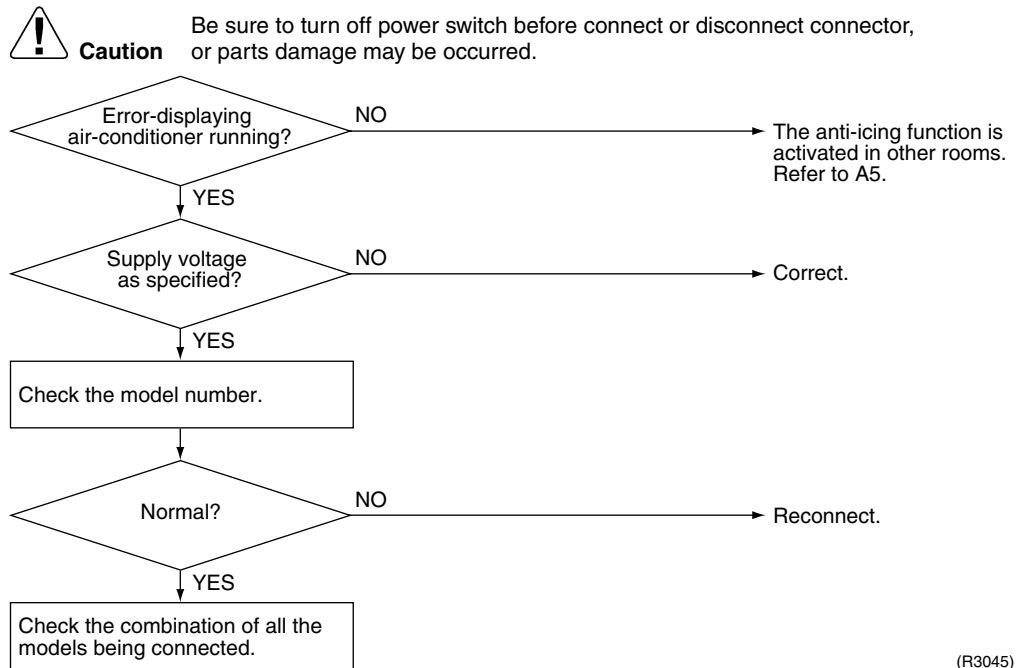 Be sure to turn off power switch before connect or disconnect connector,
Caution or parts damage may be occurred.
Error-displaying
air-conditioner running?
NO
The anti-icing function is
activated in other rooms.
Refer to A5.
YES
Supply voltage
as specified?
NO
Correct.
YES
Check the model number.
Normal?
NO
Reconnect.
YES
Check the combination of all the
models being connected.
(R3045)